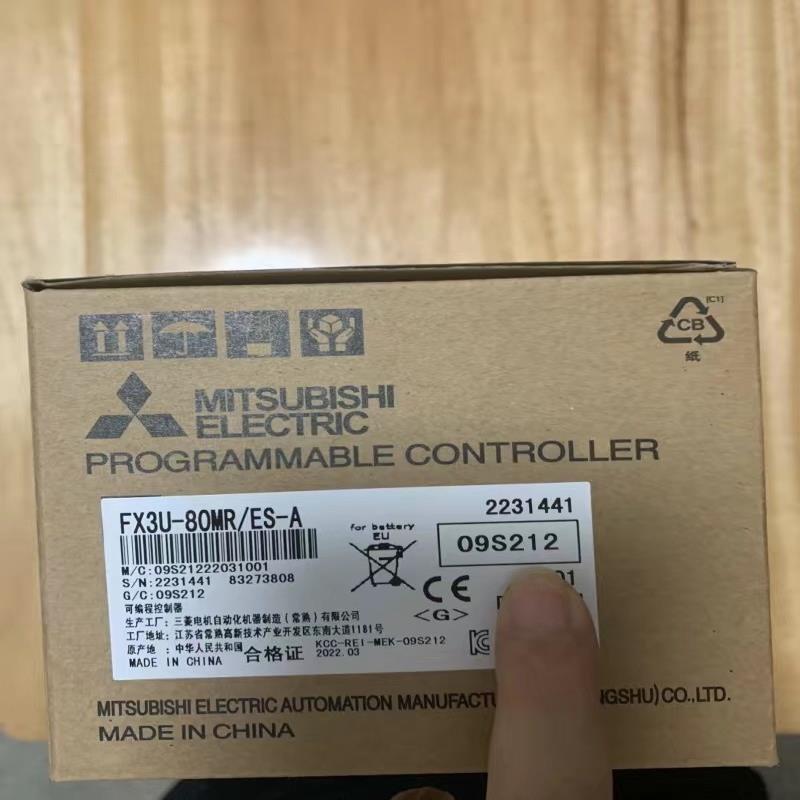 [C1]
CB
紙
MITSUBISHI
ELECTRIC
PROGRAMMABLE CONTROLLER
FX3U-80MR/ES-A
2231441
for battery
EU
09S212
M/C:09S21222031001
S/N:2231441 83273808
G/C:09S212
CE
<G>
可编程控制器
生产工厂: 三菱电机自动化机器制造(常熟)有限公司
工厂地址: 江苏省常熟高新技术产业开发区东南大道1181号
原产地 : 中华人民共和国
KCC-REI-MEK-09S212
MADE IN CHINA
合格证
2022.03
MITSUBISHI ELECTRIC AUTOMATION MANUFACTU NGSHU) CO.,LTD.
MADE IN CHINA